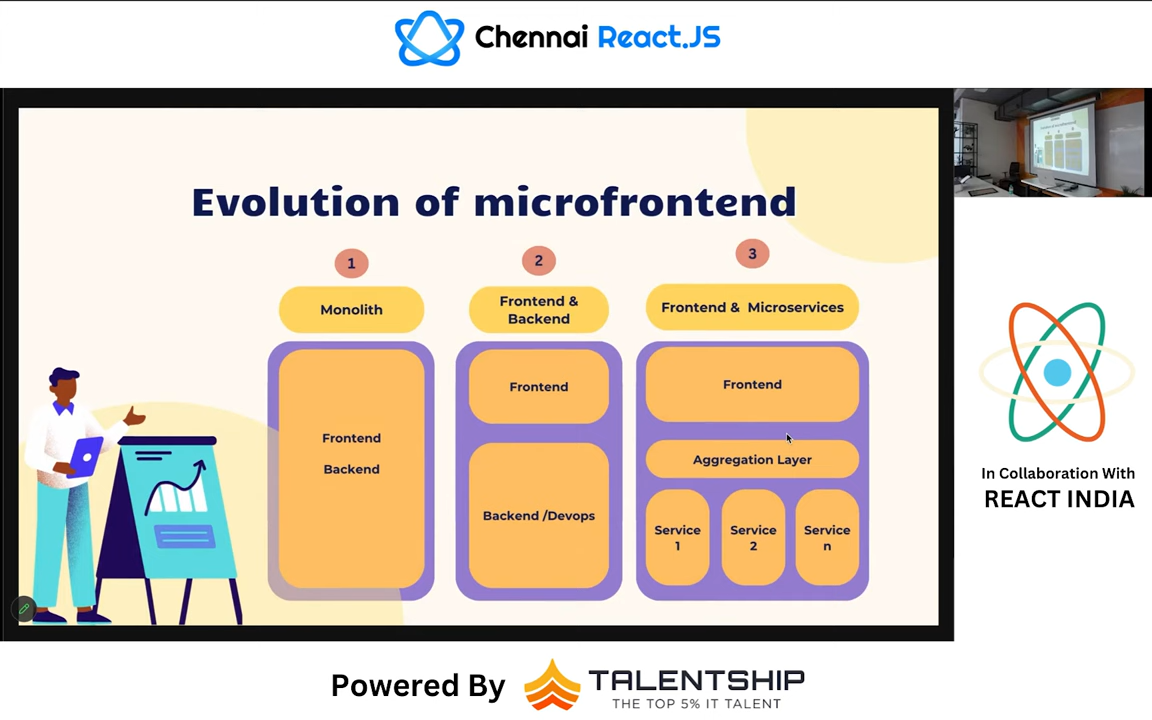 Chennai React.JS
Evolution of microfrontend
1
2
3
Monolith
Frontend &
Backend
Frontend & Microservices
Frontend
Backend
Frontend
Backend /Devops
Frontend
Aggregation Layer
Service
1
Service
2
Service
n
In Collaboration With
REACT INDIA
Powered By
TALENTSHIP
THE TOP 5% IT TALENT